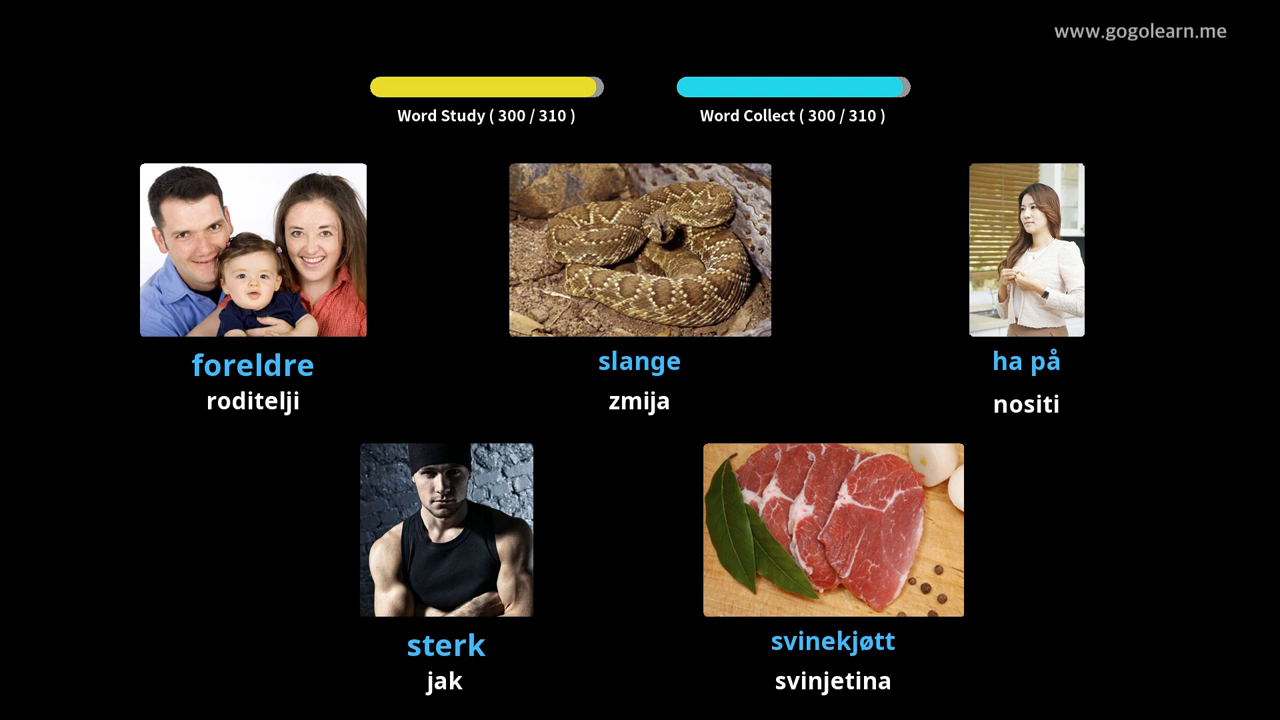 www.gogolearn.me
Word Study ( 300 / 310 )
Word Collect ( 300 / 310 )
foreldre
roditelji
slange
zmija
ha på
nositi
sterk
jak
svinekjøtt
svinjetina